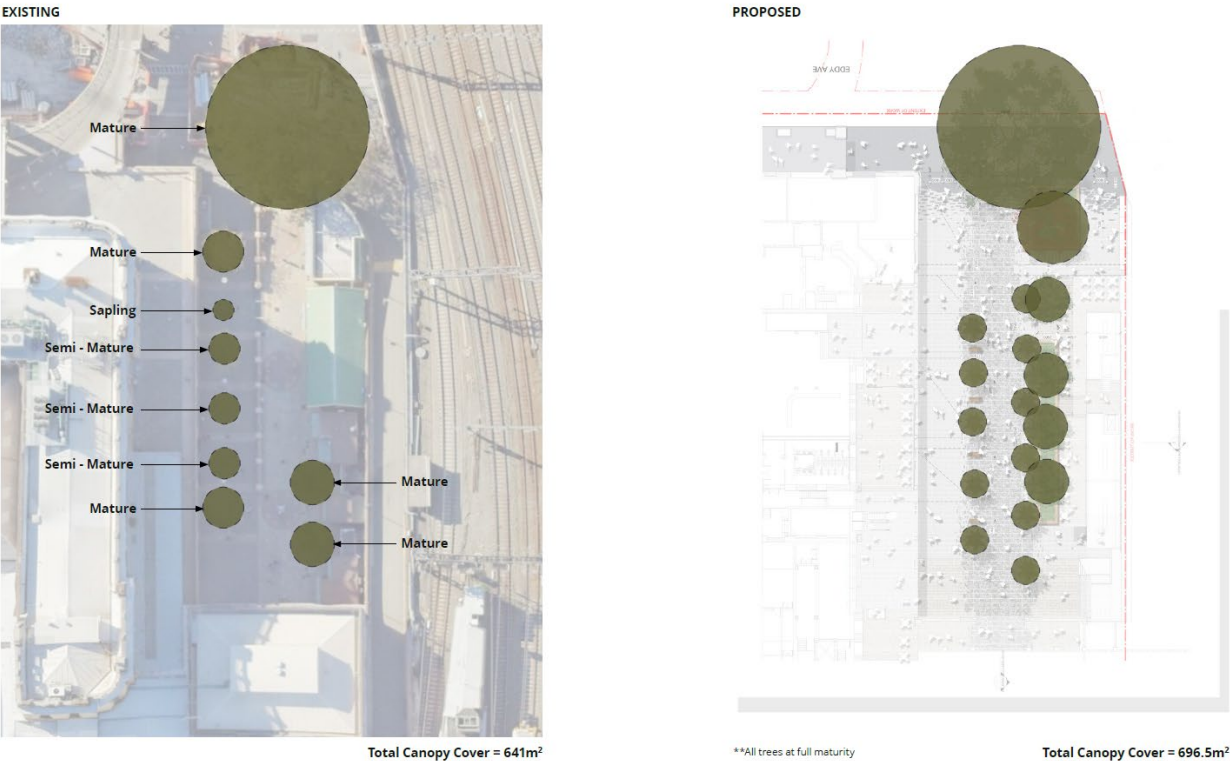 EXISTING
PROPOSED
EDDY AVE
Mature
Mature
Sapling
Semi - Mature
Semi - Mature
Semi - Mature
Mature
Mature
Mature
Total Canopy Cover = 641m²
**All trees at full maturity
Total Canopy Cover = 696.5m²